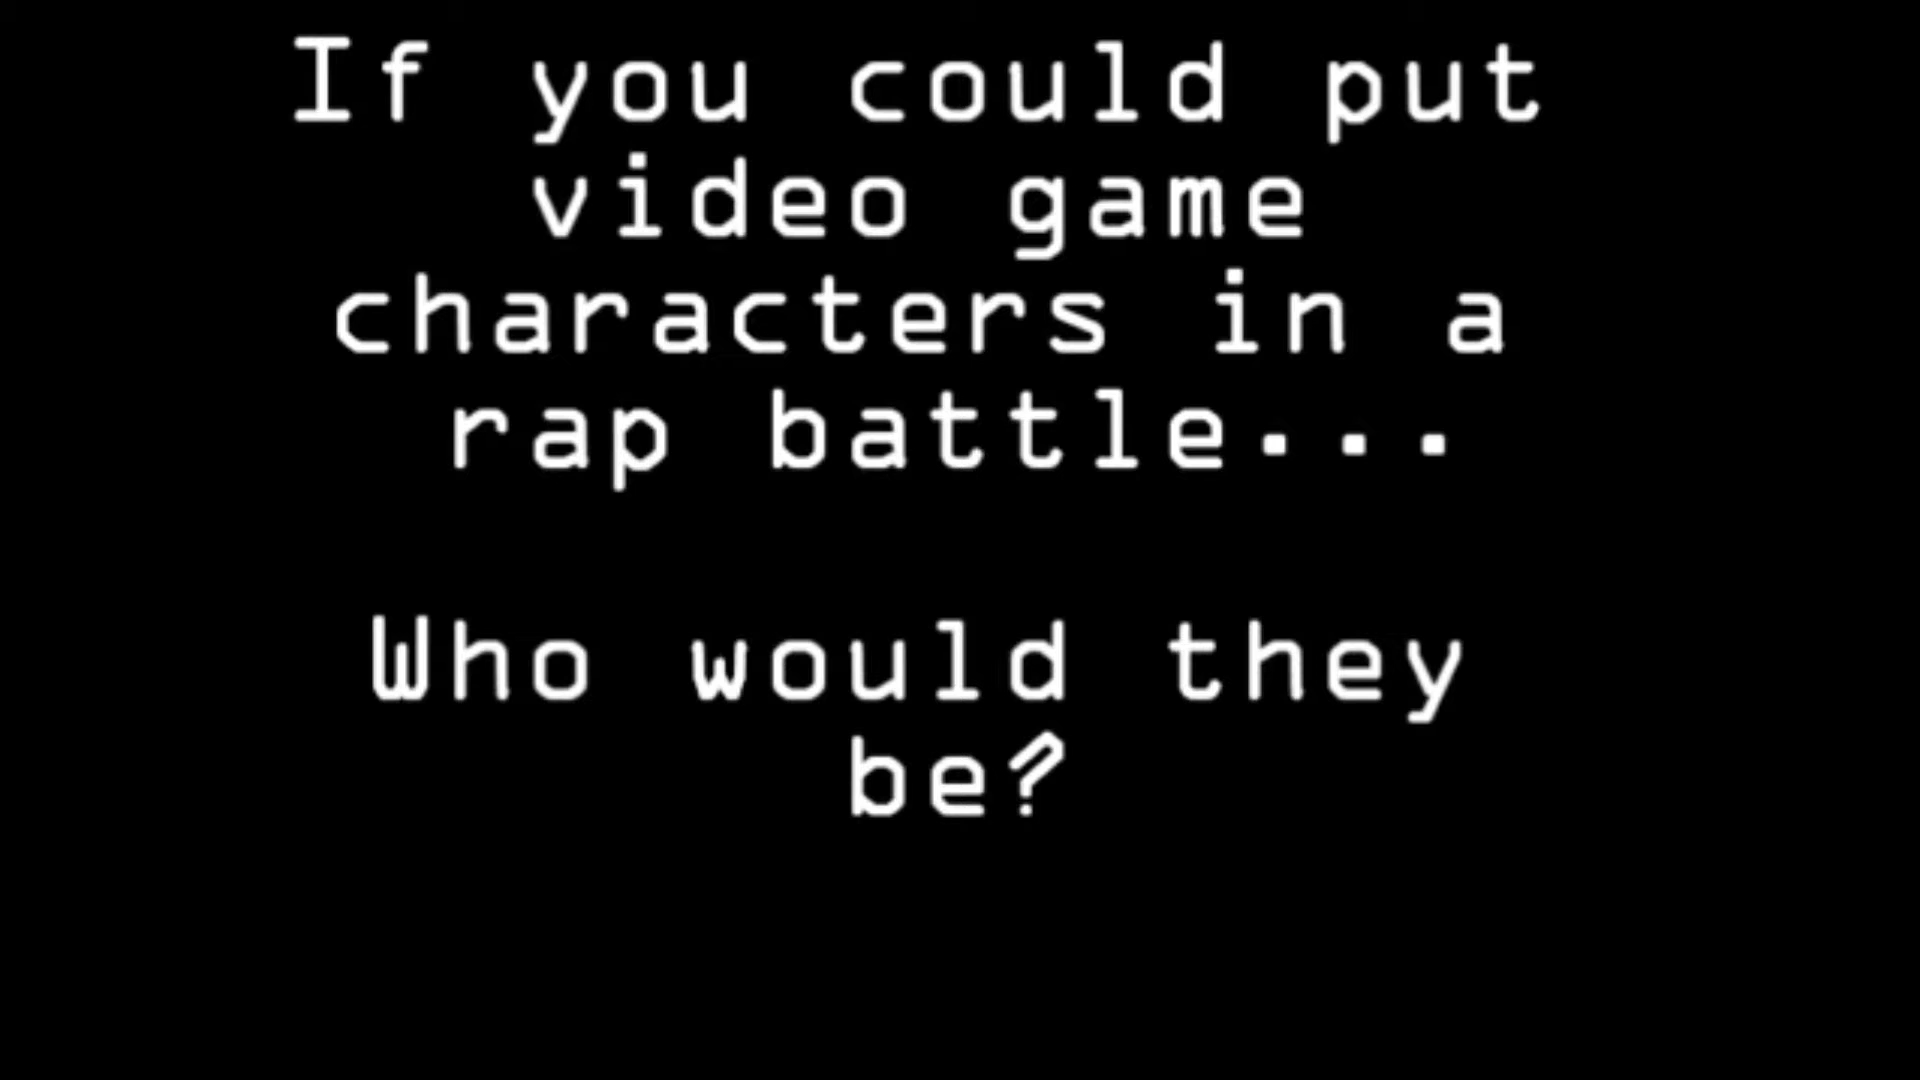 If you could put
video game
characters in a
rap battle...
Who would they
be?